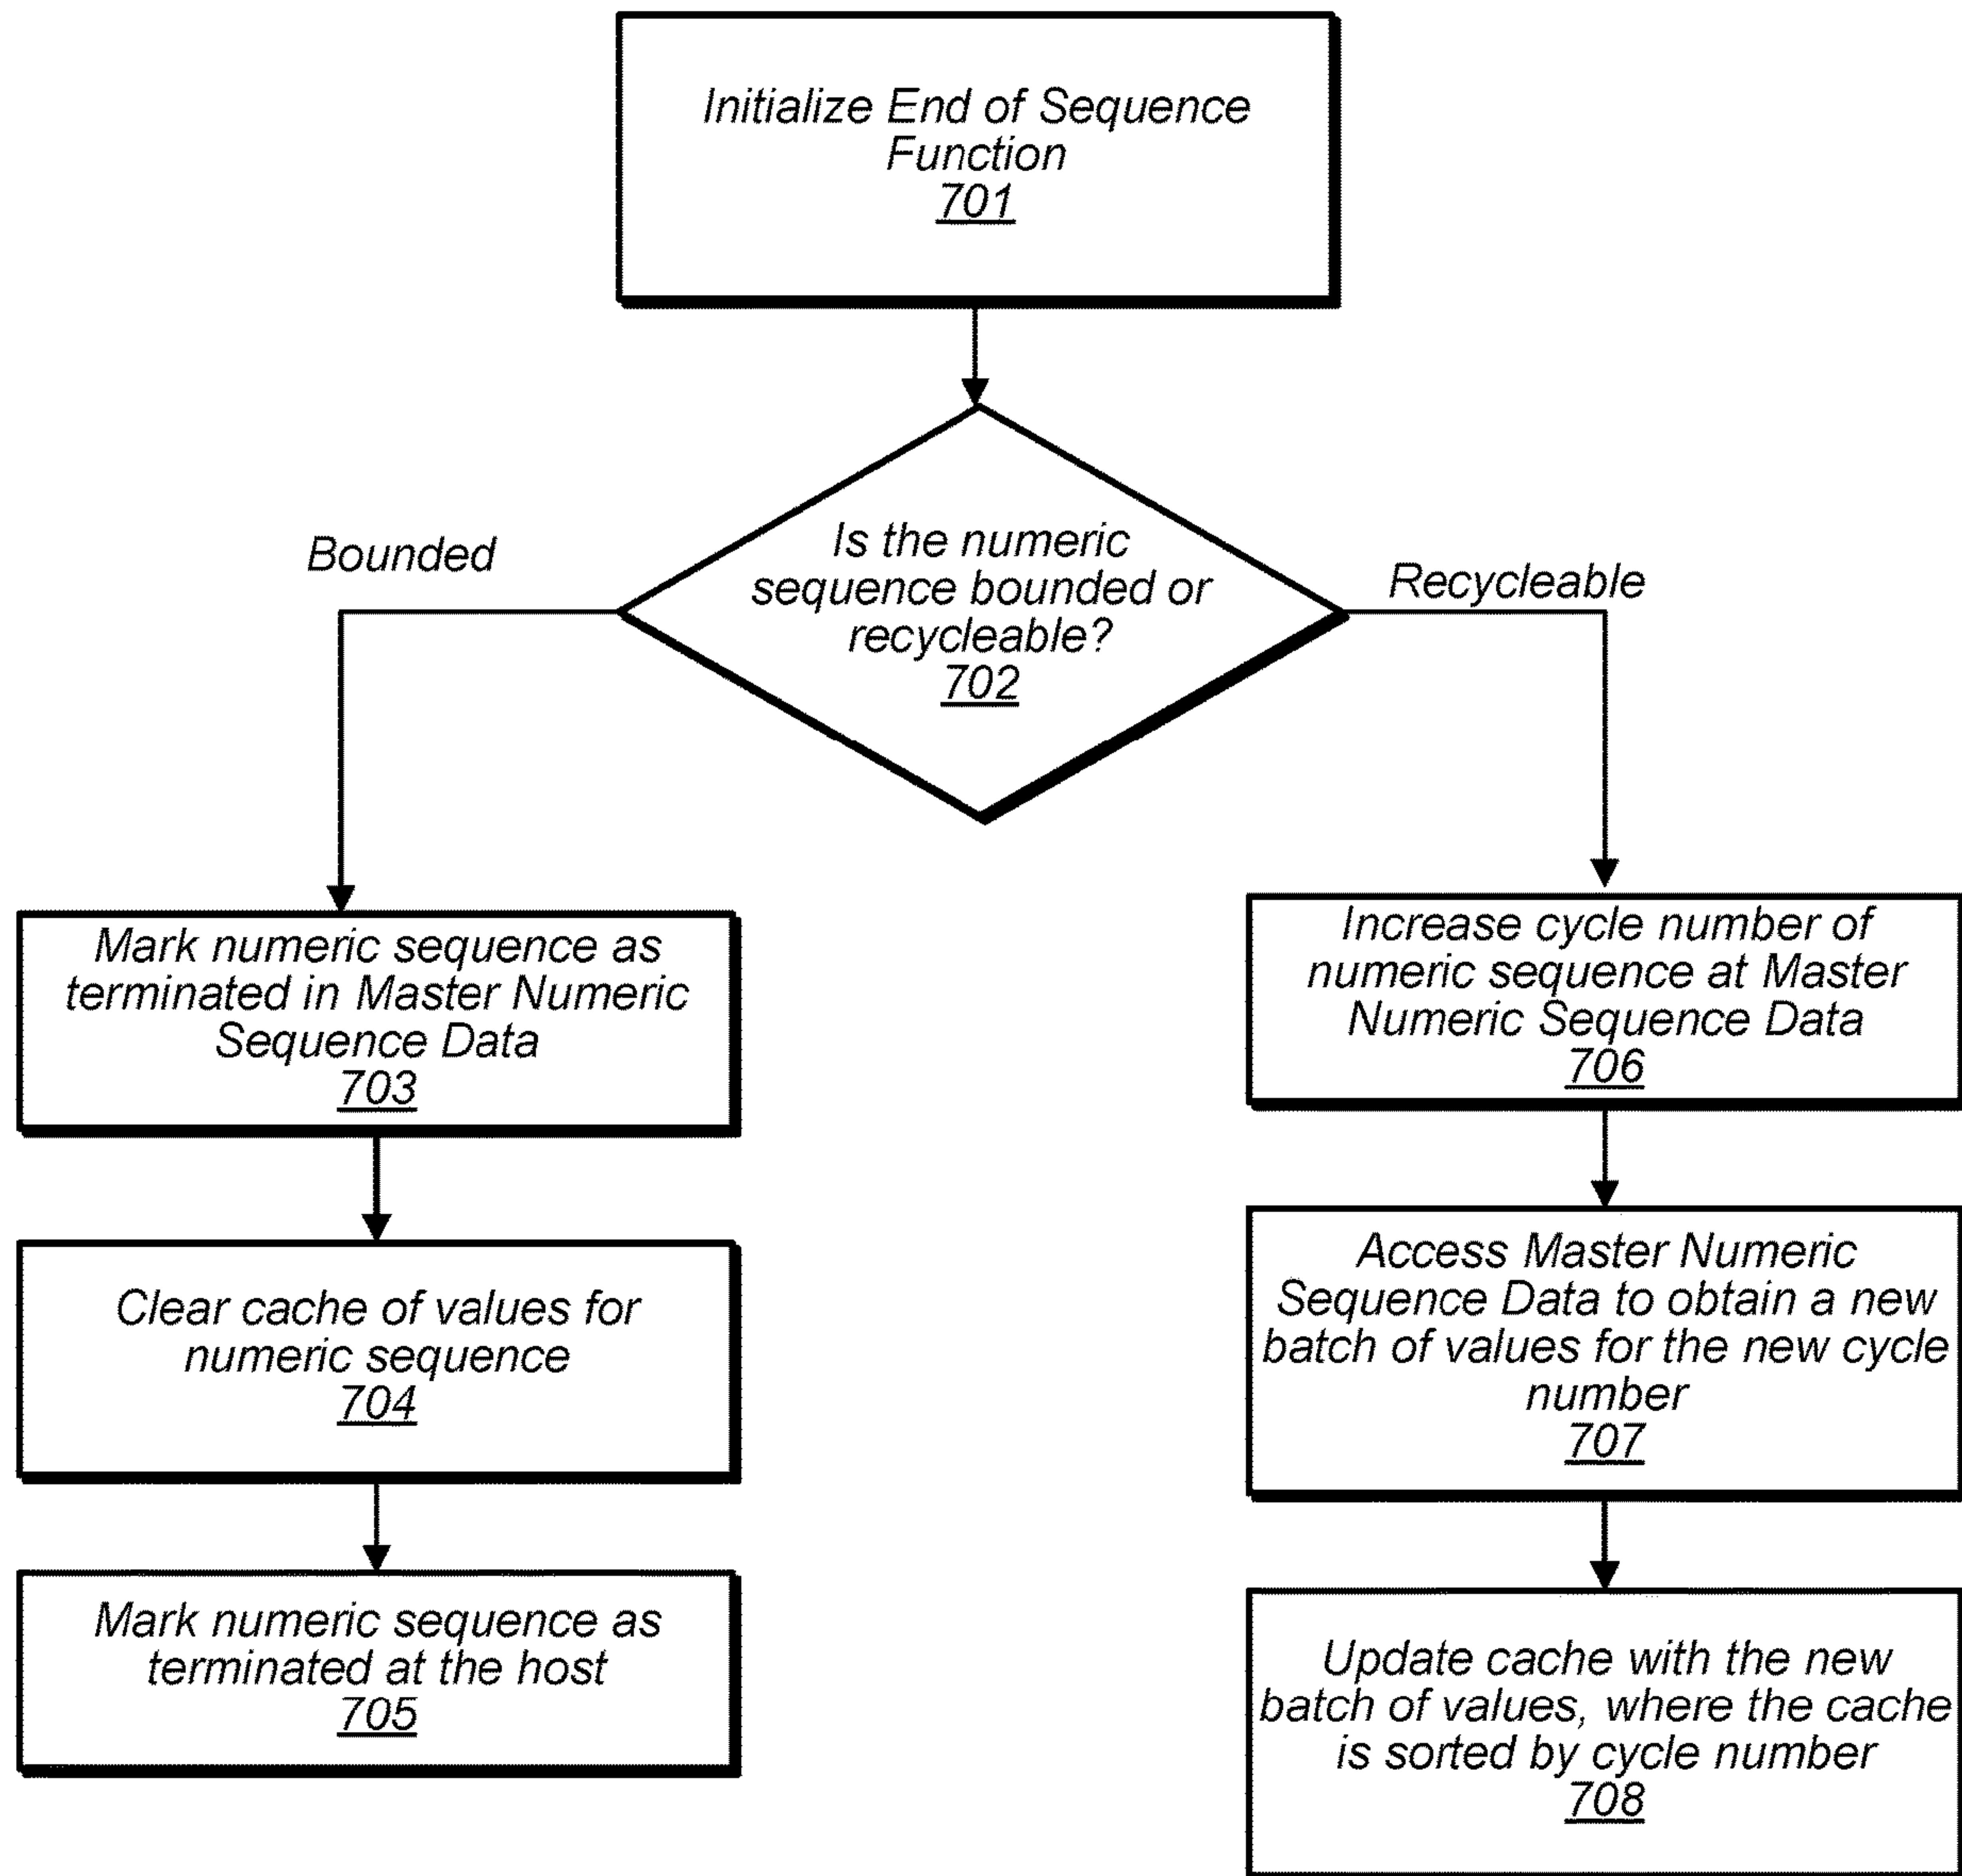 Initialize End of Sequence
Function
701
Is the numeric
sequence bounded or
recycleable?
702
Bounded
Recycleable
Mark numeric sequence as
terminated in Master Numeric
Sequence Data
703
Clear cache of values for
numeric sequence
704
Mark numeric sequence as
terminated at the host
705
Increase cycle number of
numeric sequence at Master
Numeric Sequence Data
706
Access Master Numeric
Sequence Data to obtain a new
batch of values for the new cycle
number
707
Update cache with the new
batch of values, where the cache
is sorted by cycle number
708